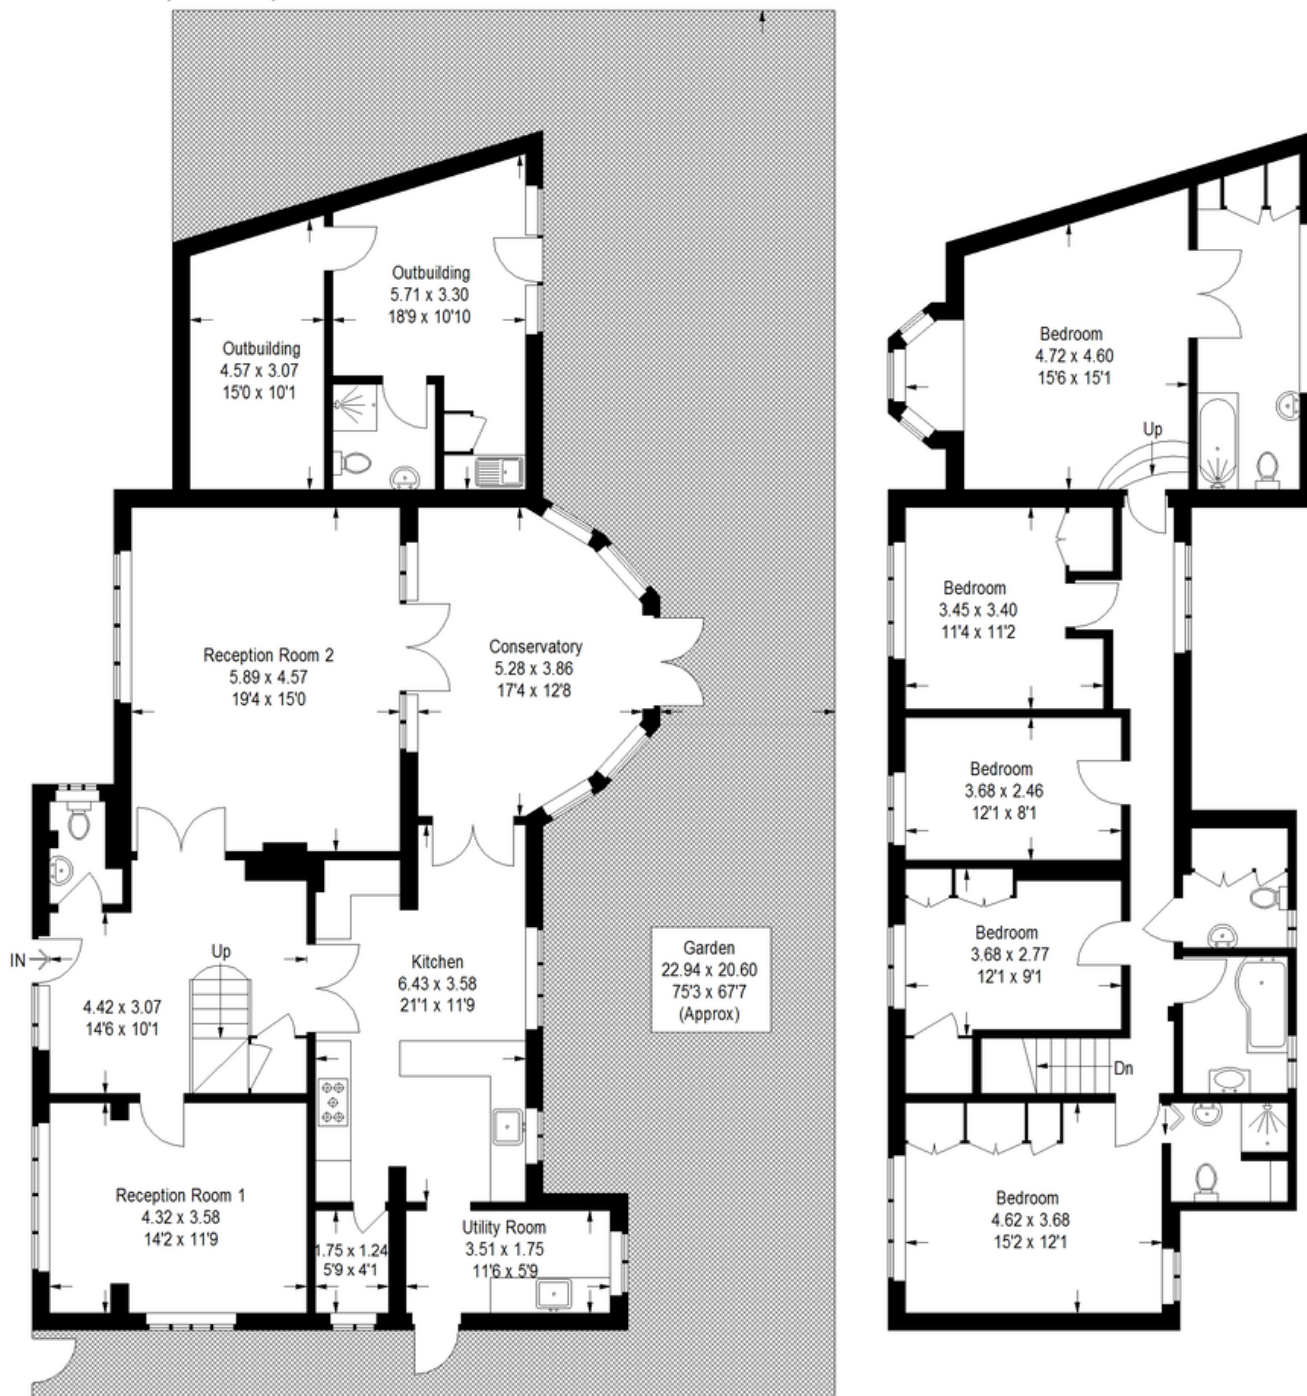 Outbuilding
5.71 x 3.30
18'9 x 10'10
Outbuilding
4.57 x 3.07
15'0 x 10'1
Reception Room 2
5.89 x 4.57
19'4 x 15'0
Conservatory
5.28 x 3.86
17'4 x 12'8
IN
Up
4.42 x 3.07
14'6 x 10'1
Kitchen
6.43 x 3.58
21'1 x 11'9
Garden
22.94 x 20.60
75'3 x 67'7
(Approx)
Reception Room 1
4.32 x 3.58
14'2 x 11'9
1.75 x 1.24
5'9 x 4'1
Utility Room
3.51 x 1.75
11'6 x 5'9
Bedroom
4.72 x 4.60
15'6 x 15'1
Up
Bedroom
3.45 x 3.40
11'4 x 11'2
Bedroom
3.68 x 2.46
12'1 x 8'1
Bedroom
3.68 x 2.77
12'1 x 9'1
Dn
Bedroom
4.62 x 3.68
15'2 x 12'1